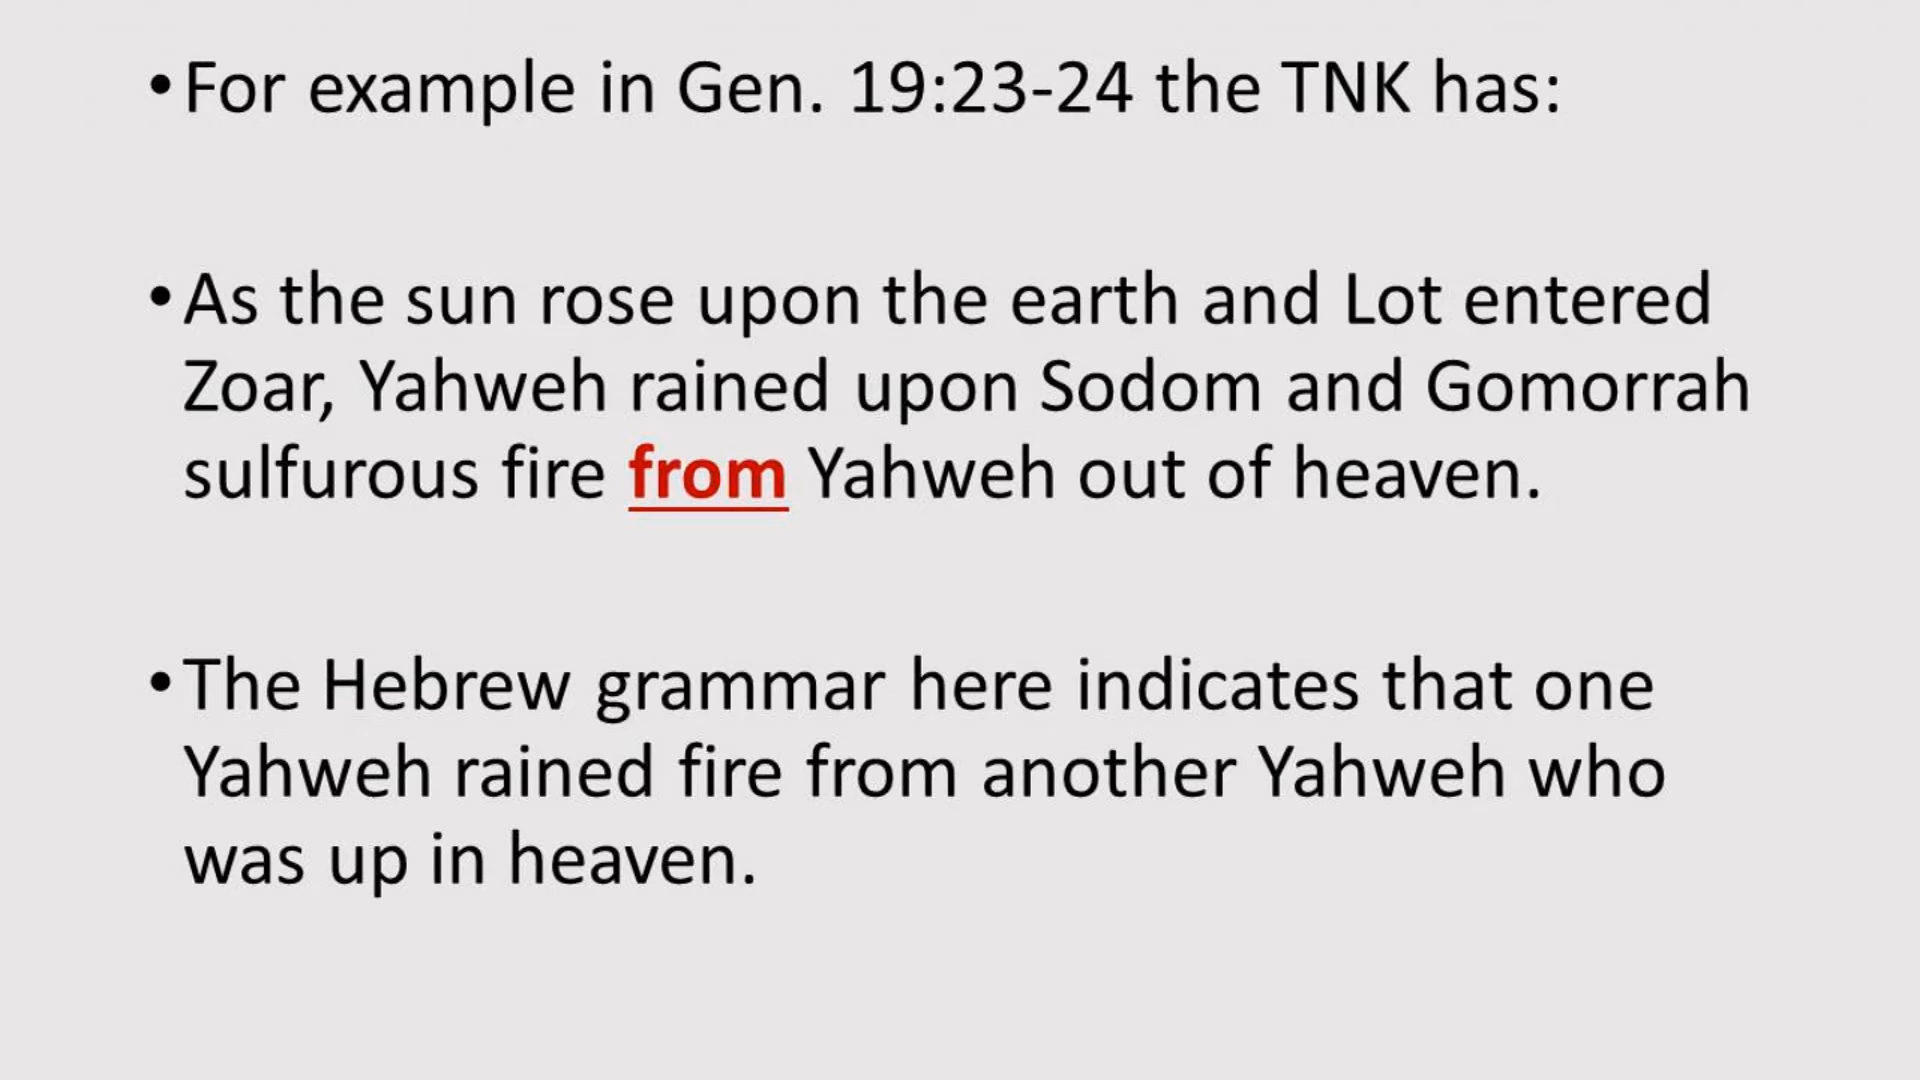 •For example in Gen. 19:23-24 the TNK has:
•As the sun rose upon the earth and Lot entered
Zoar, Yahweh rained upon Sodom and Gomorrah
sulfurous fire from Yahweh out of heaven.
•The Hebrew grammar here indicates that one
Yahweh rained fire from another Yahweh who
was up in heaven.